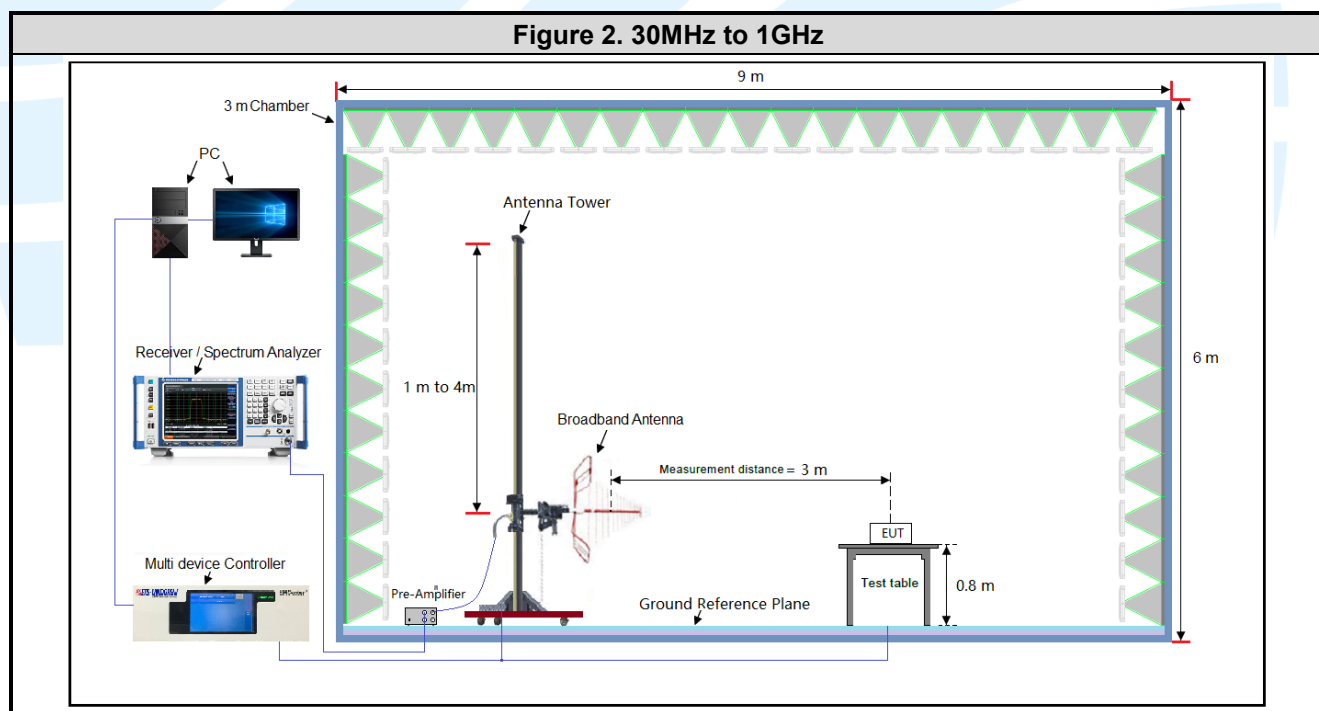 Figure 2. 30MHz to 1GHz
9 m
3 m Chamber
PC
Antenna Tower
Receiver / Spectrum Analyzer
1 m to 4m
6 m
Broadband Antenna
Measurement distance = 3 m
EUT
Multi device Controller
Test table
0.8 m
Pre-Amplifier
Ground Reference Plane